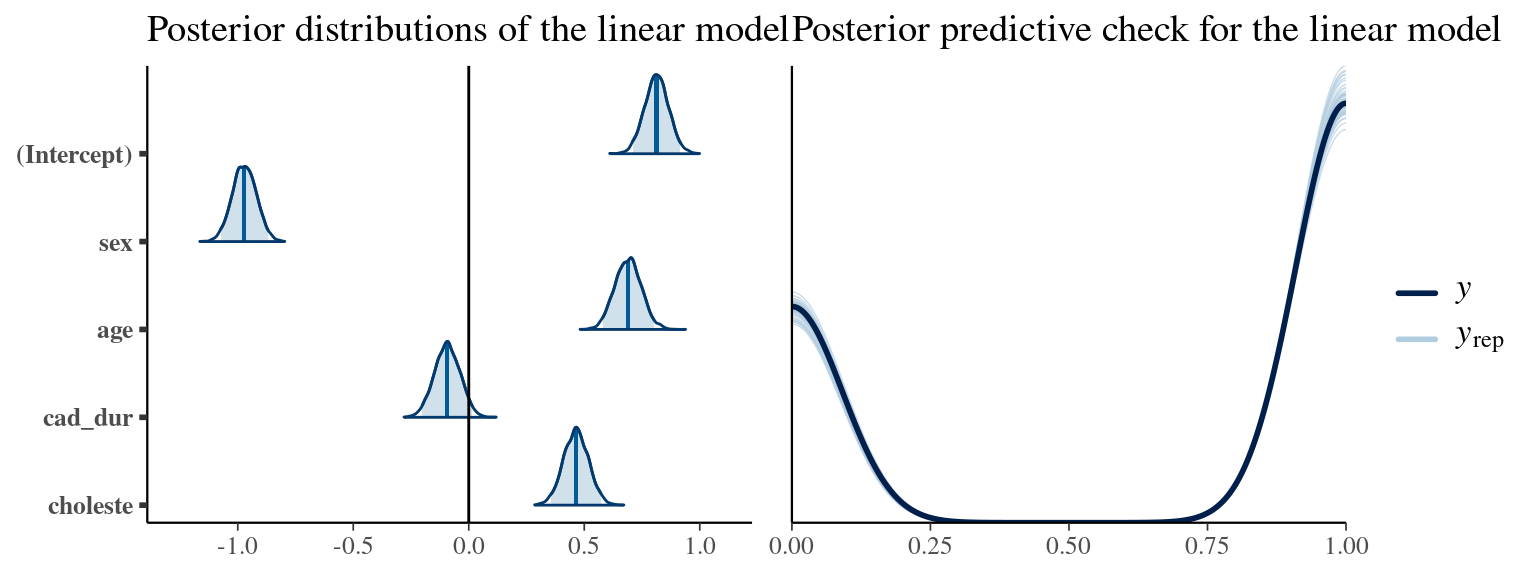 Posterior distributions of the linear model
(Intercept)
sex
age
cad_dur
choleste
-1.0 -0.5 0.0 0.5 1.0
Posterior predictive check for the linear model
y
yrep
0.00 0.25 0.50 0.75 1.00